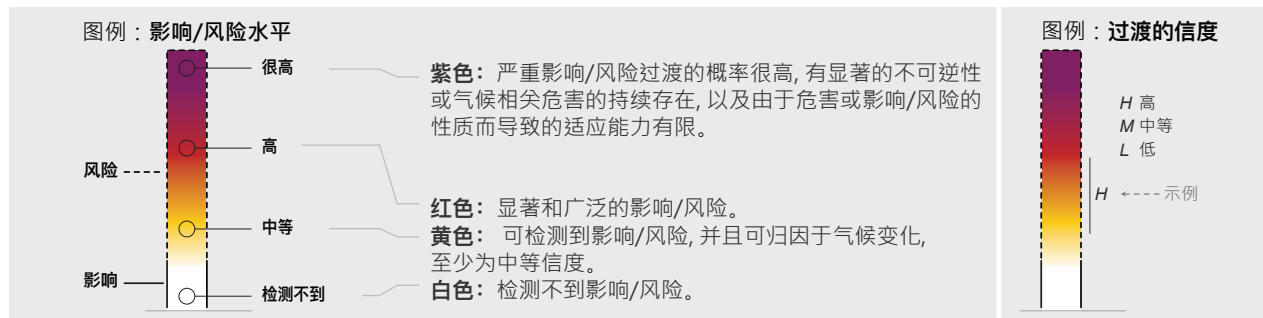 图例：影响/风险水平
很高
高
中等
检测不到
风险
影响
紫色：严重影响/风险过渡的概率很高, 有显著的不可逆性
或气候相关危害的持续存在, 以及由于危害或影响/风险的
性质而导致的适应能力有限。
红色：显著和广泛的影响/风险。
黄色： 可检测到影响/风险, 并且可归因于气候变化,
至少为中等信度。
白色：检测不到影响/风险。
图例：过渡的信度
H 高
M 中等
L 低
H
示例